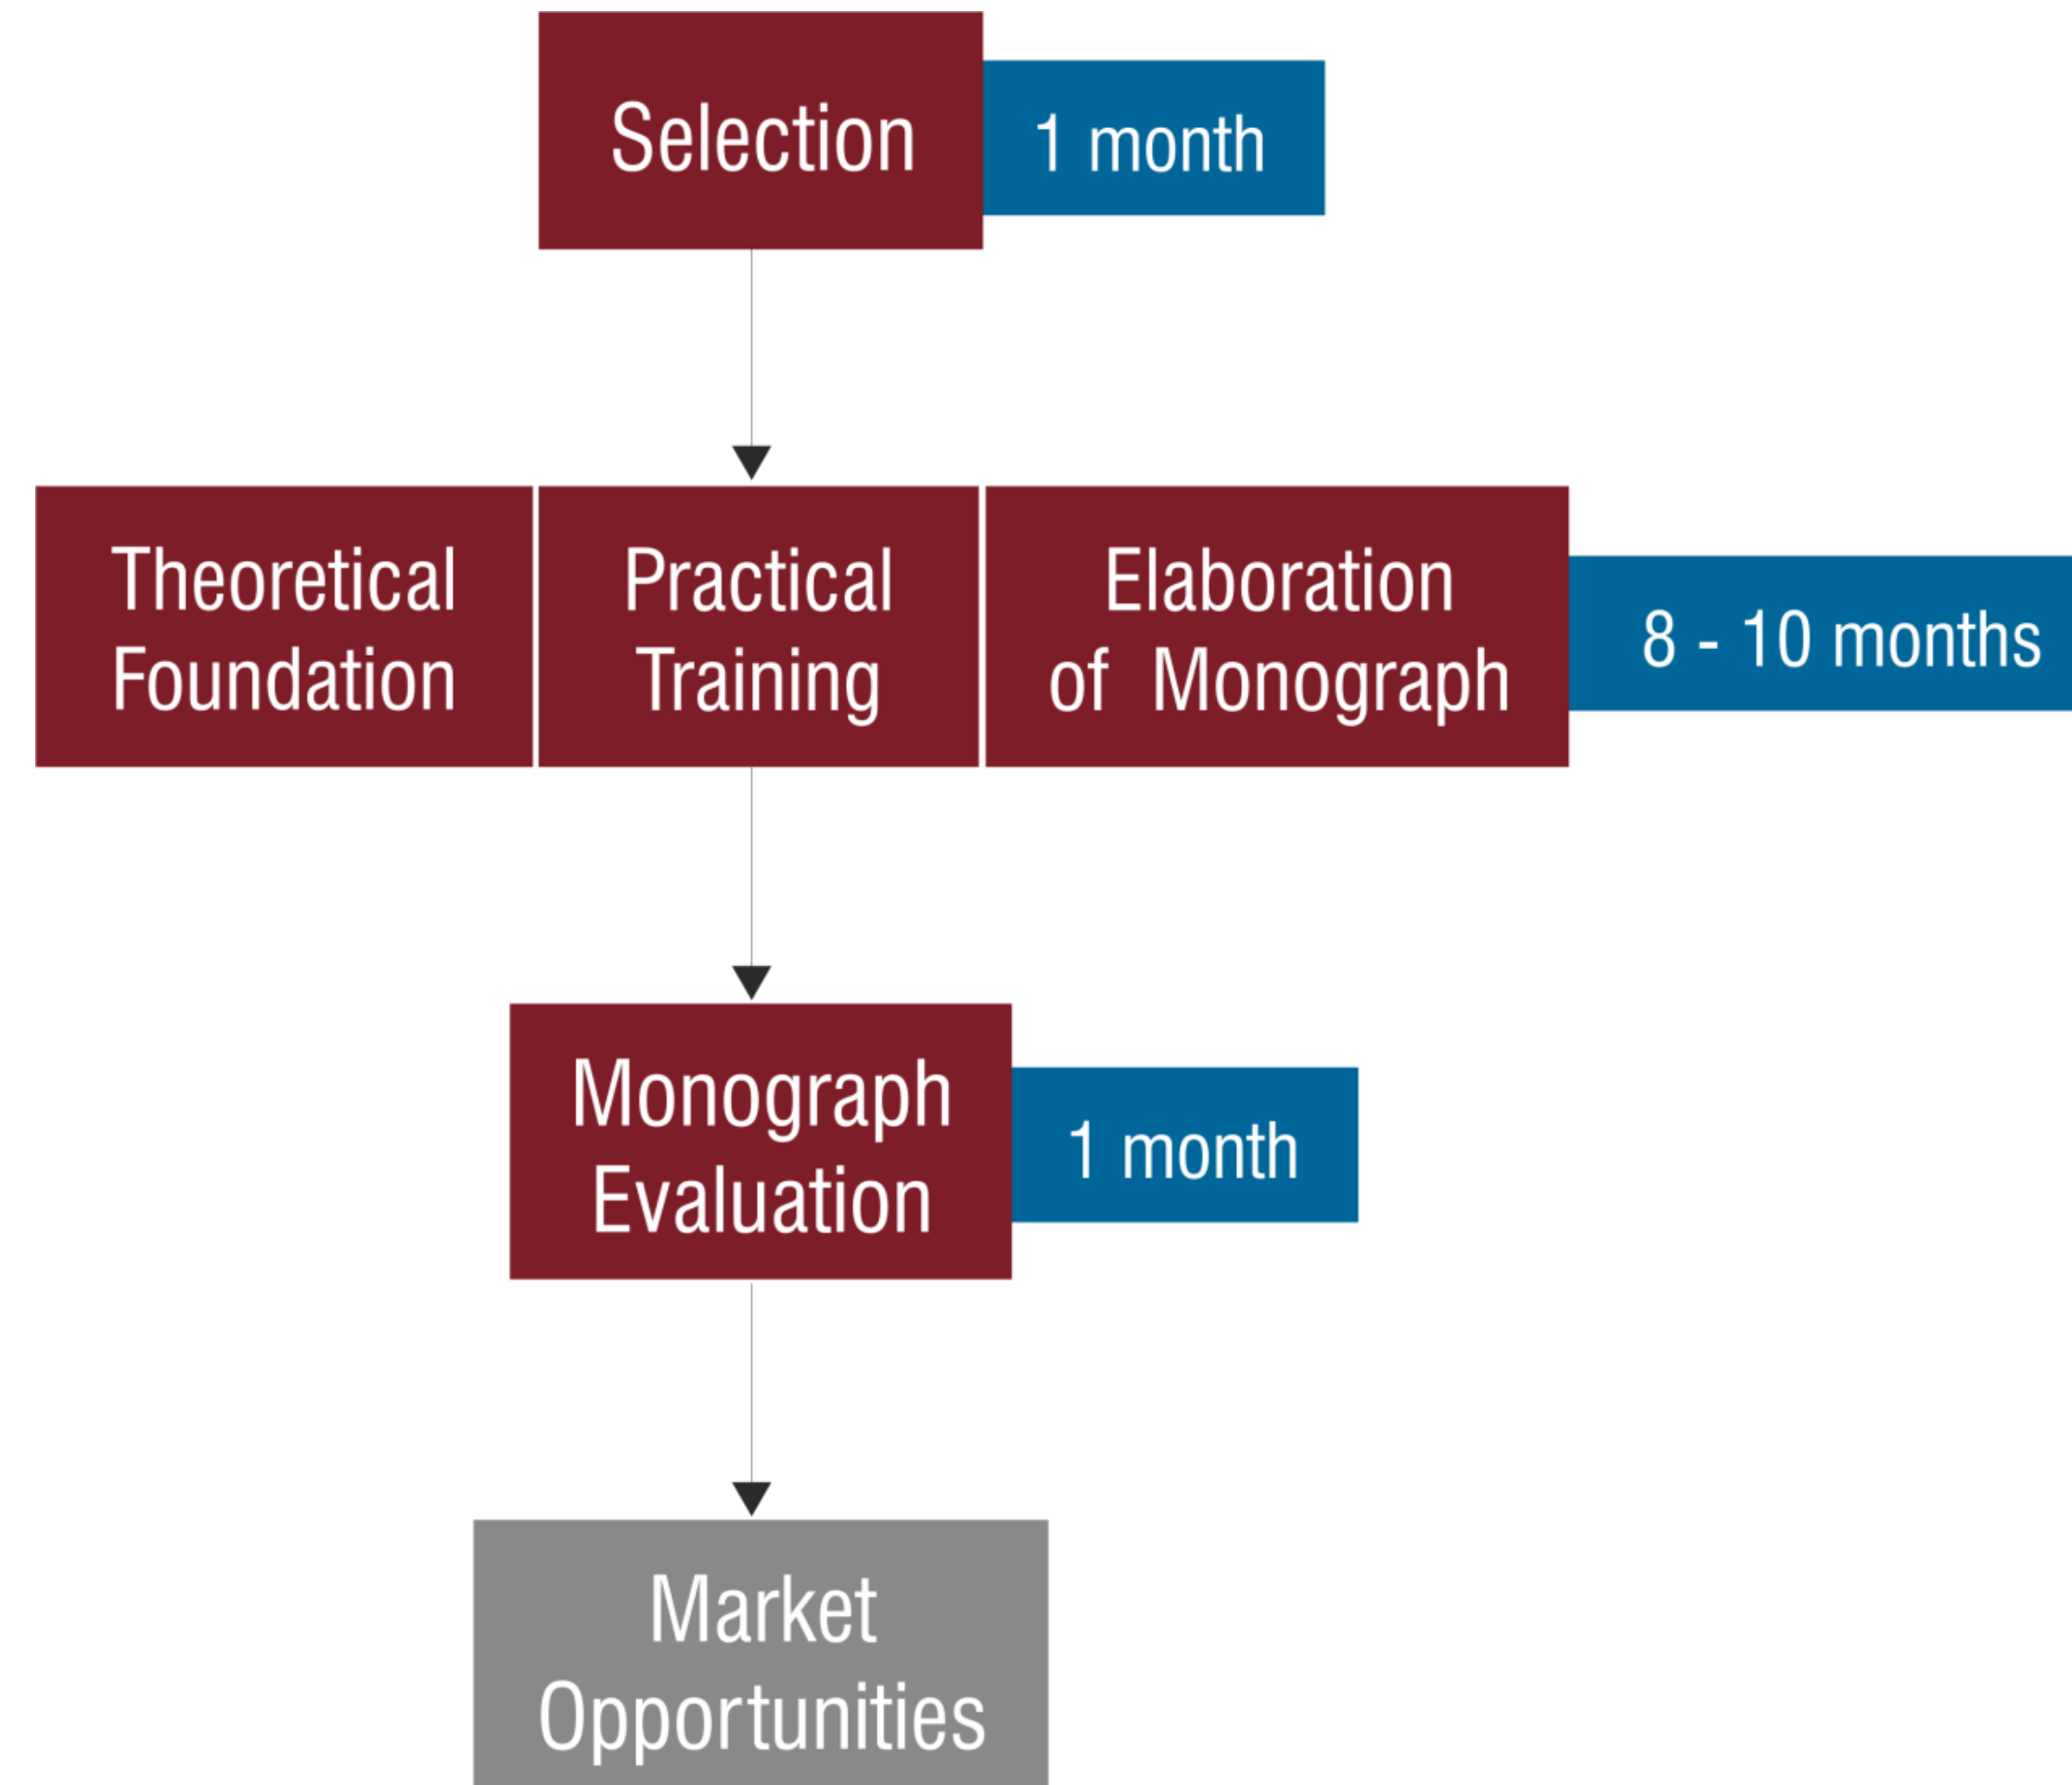 Selection
1 month
Theoretical
Foundation
Practical
Training
Elaboration
of Monograph
8 - 10 months
Monograph
Evaluation
1 month
Market
Opportunities